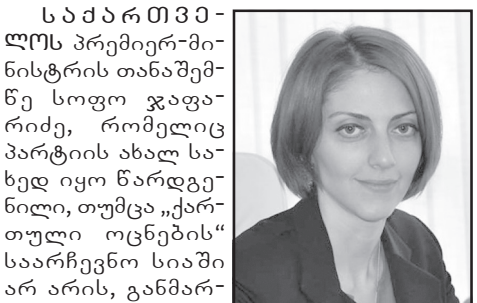 საქართვე-
ლოს პრემიერ-მი-
ნისტრის თანაშემ-
წე სოფო ჯაფა-
რიძე, რომელიც
პარტიის ახალ სა-
ხედ იყო წარდგე-
ნილი, თუმცა „ქარ-
თული ოცნების“
საარჩევნო სიაში
არ არის, განმარ-